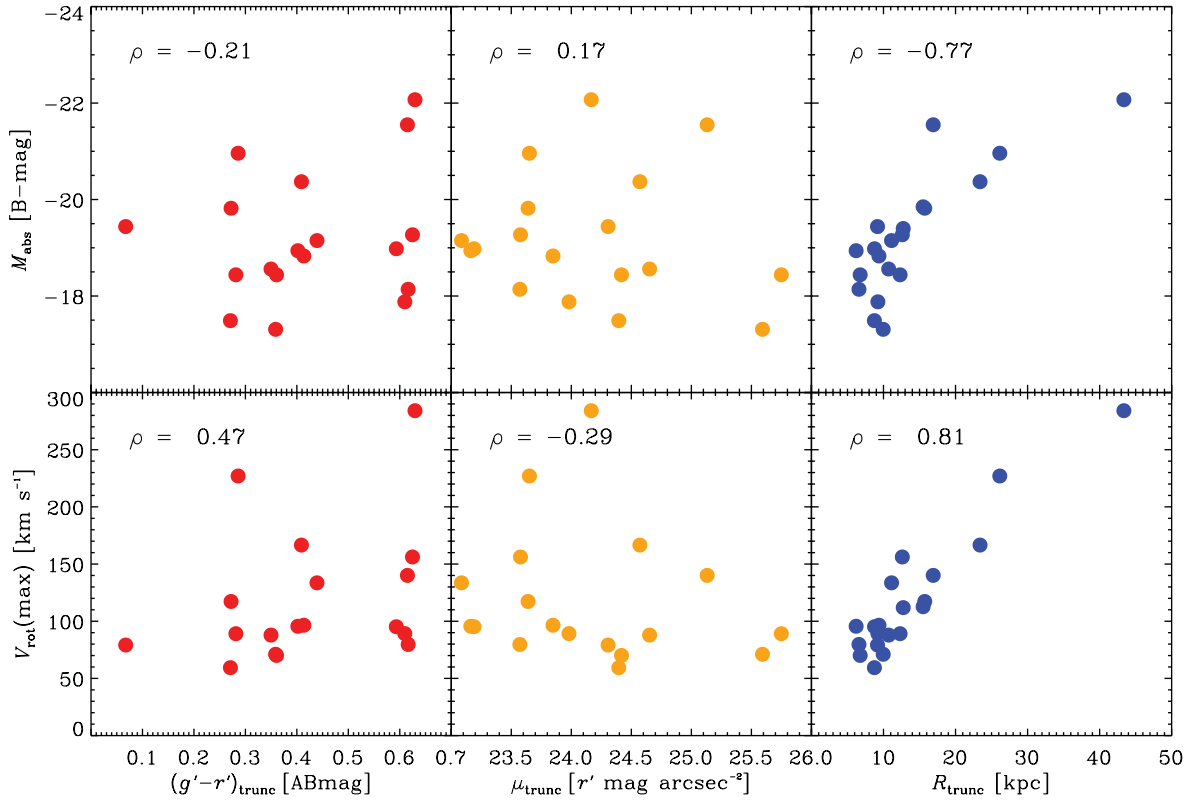 −24
−22
−20
−18
M_abs [B−mag]
ρ = −0.21
ρ = 0.17
ρ = −0.77
300
250
200
150
100
50
0
V_rot(max) [km s⁻¹]
ρ = 0.47
ρ = −0.29
ρ = 0.81
0.1 0.2 0.3 0.4 0.5 0.6 0.7 23.5 24.0 24.5 25.0 25.5 26.0 10 20 30 40 50
(g′−r′)trunc [ABmag] μtrunc [r′ mag arcsec⁻²] Rtrunc [kpc]